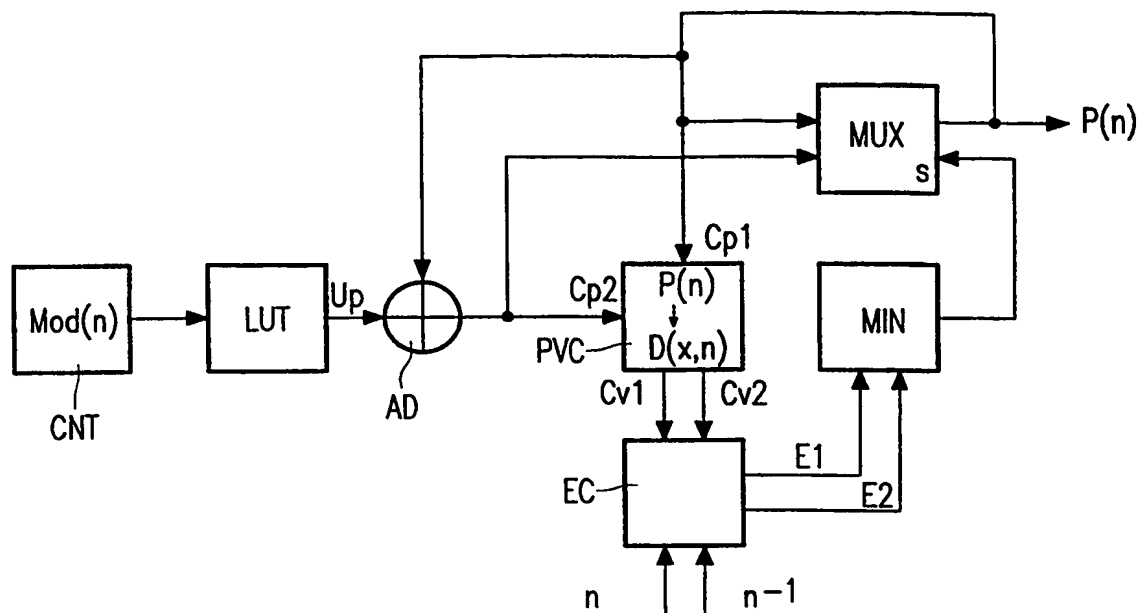 P(n)
MUX
s
Cp1
Mod(n)
LUT
Up
Cp2
P(n)
D(x,n)
MIN
PVC
AD
CNT
Cv1
Cv2
EC
E1
E2
n
n-1